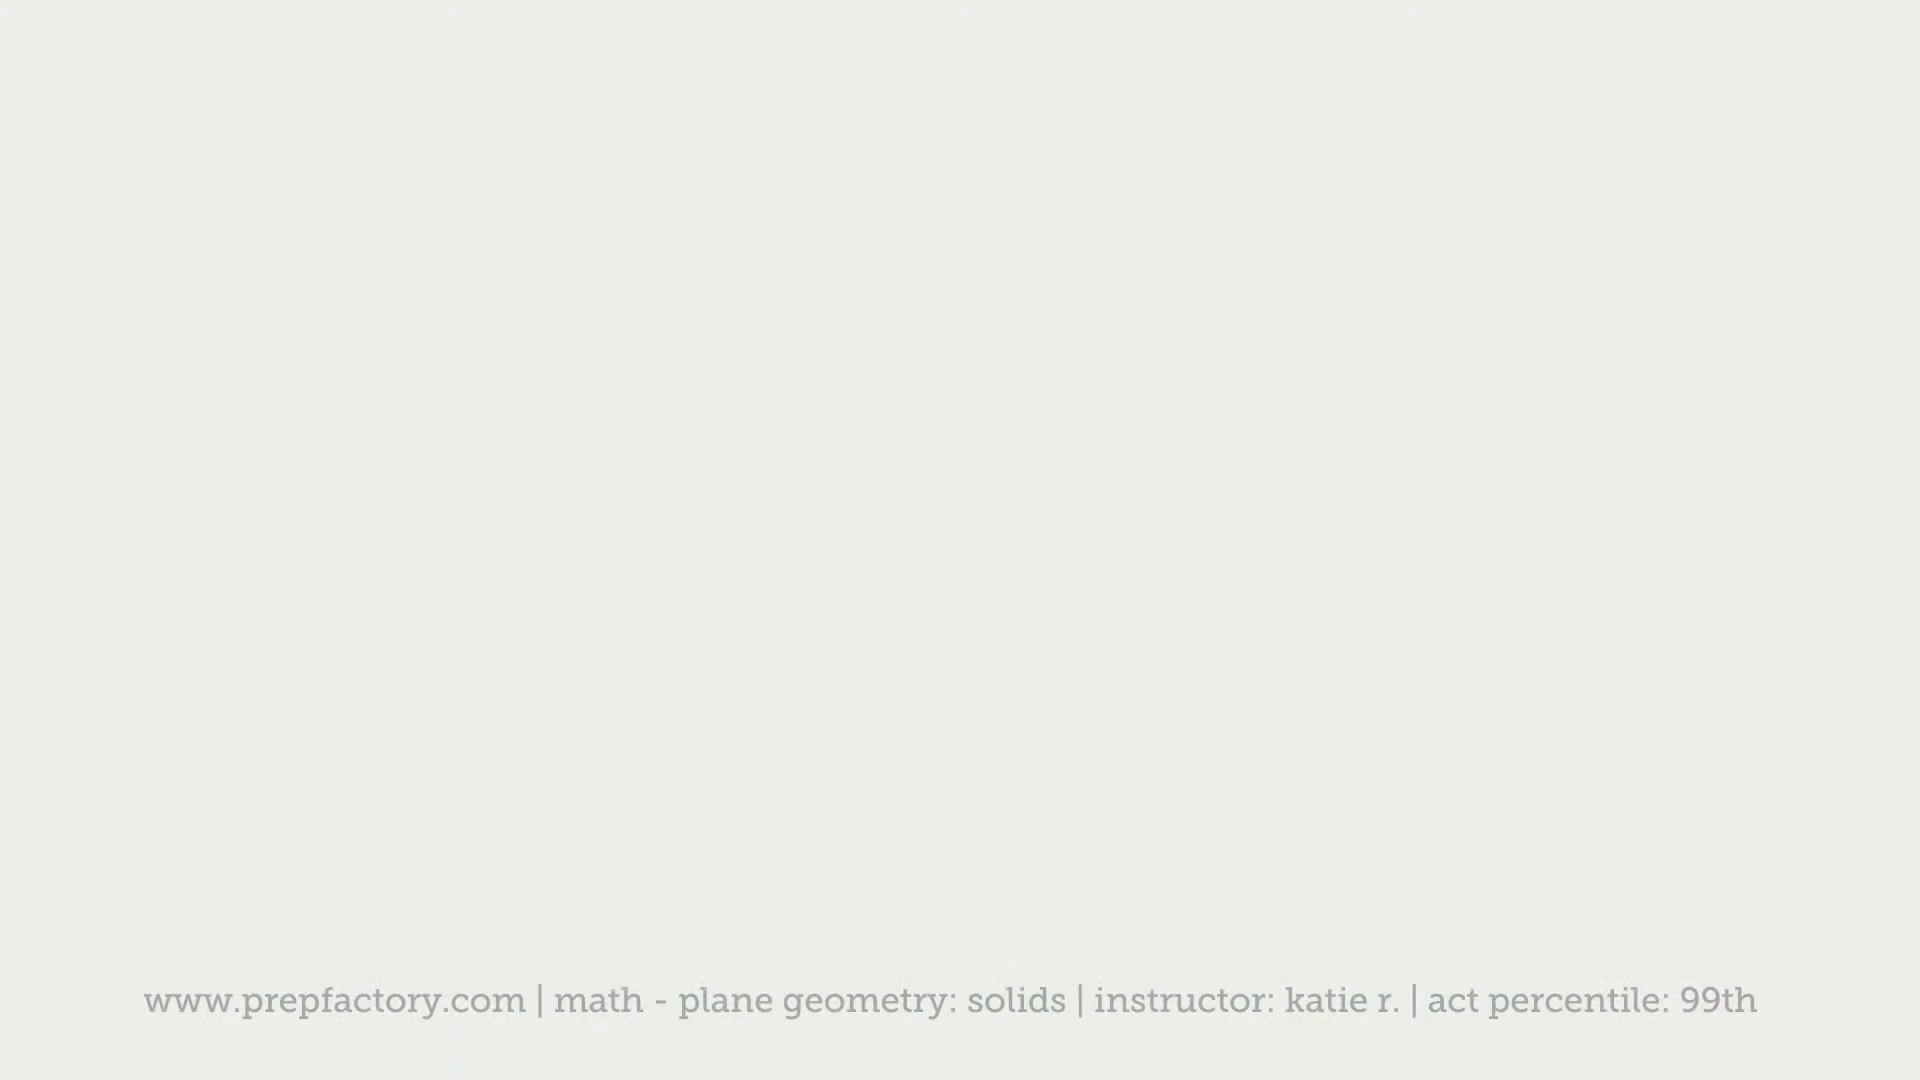 www.prepfactory.com | math - plane geometry: solids | instructor: katie r. | act percentile: 99th